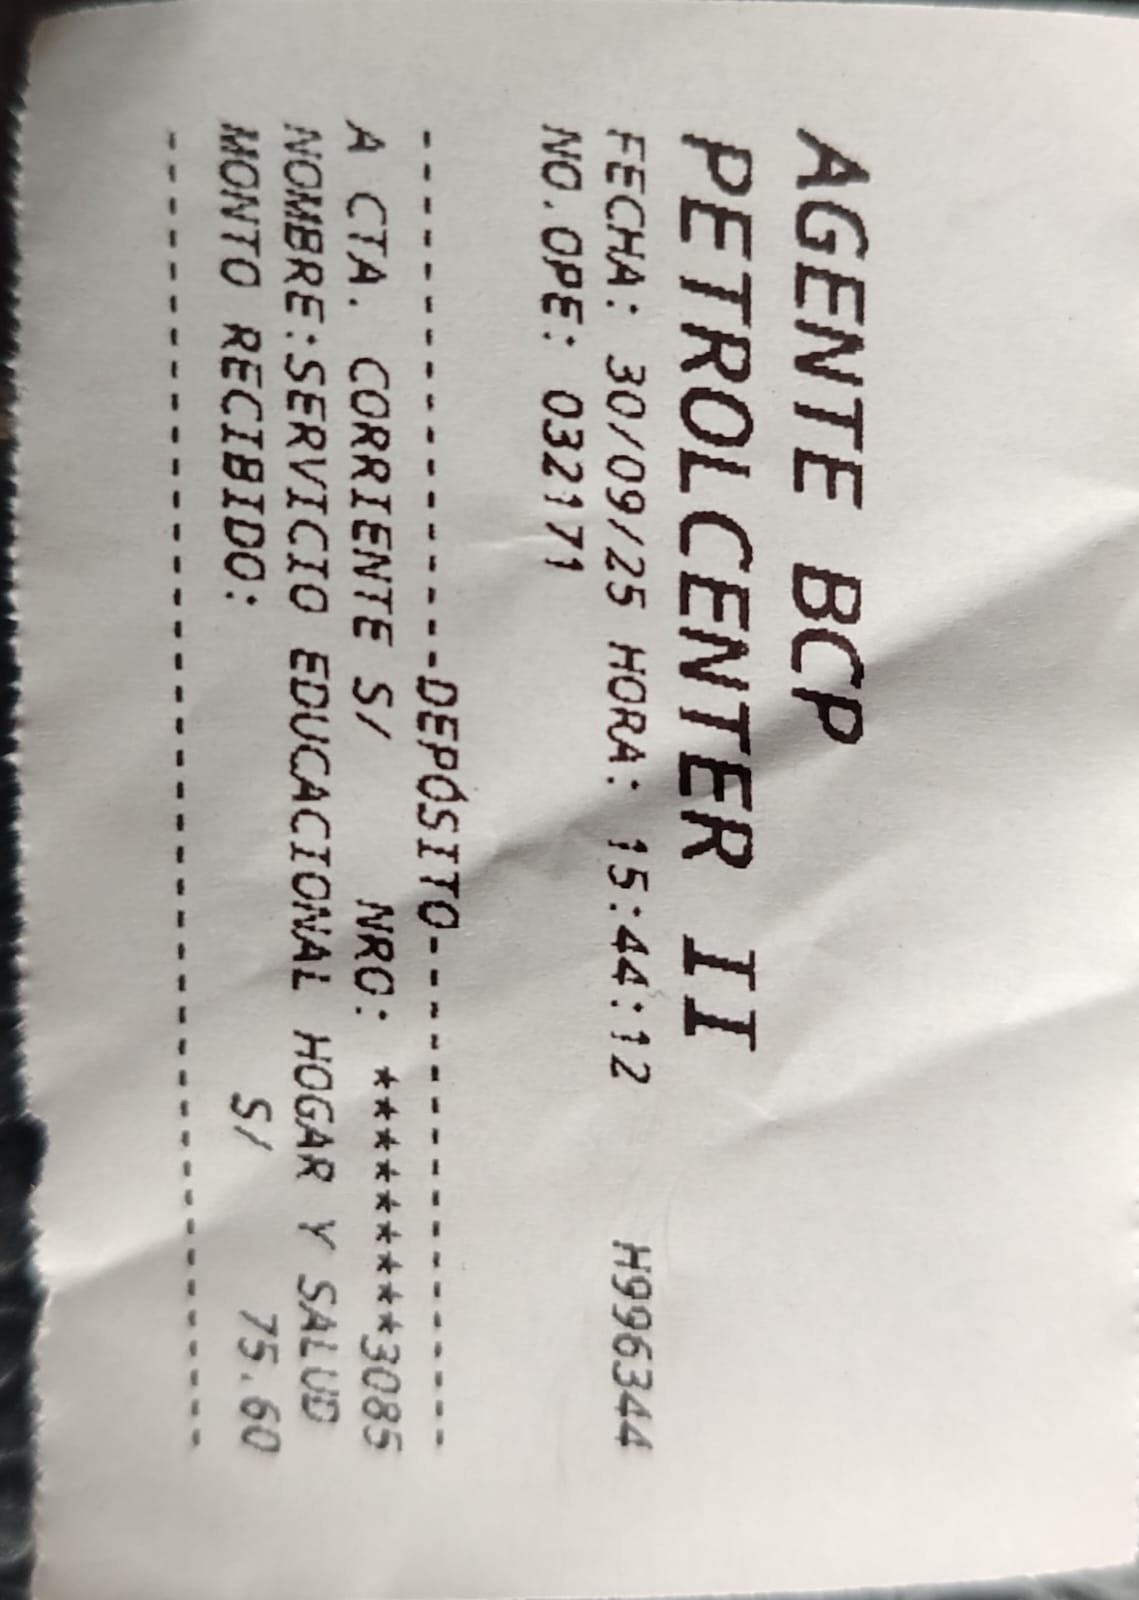 AGENTE BCP
PETROLCENTER II
FECHA: 30/09/25 HORA: 15:44:12 H996344
NO.OPE: 032171
--------------------DEPÓSITO--------------------
A CTA. CORRIENTE S/ NRO: **********3085
NOMBRE:SERVICIO EDUCACIONAL HOGAR Y SALUD
MONTO RECIBIDO: S/ 75.60
------------------------------------------------